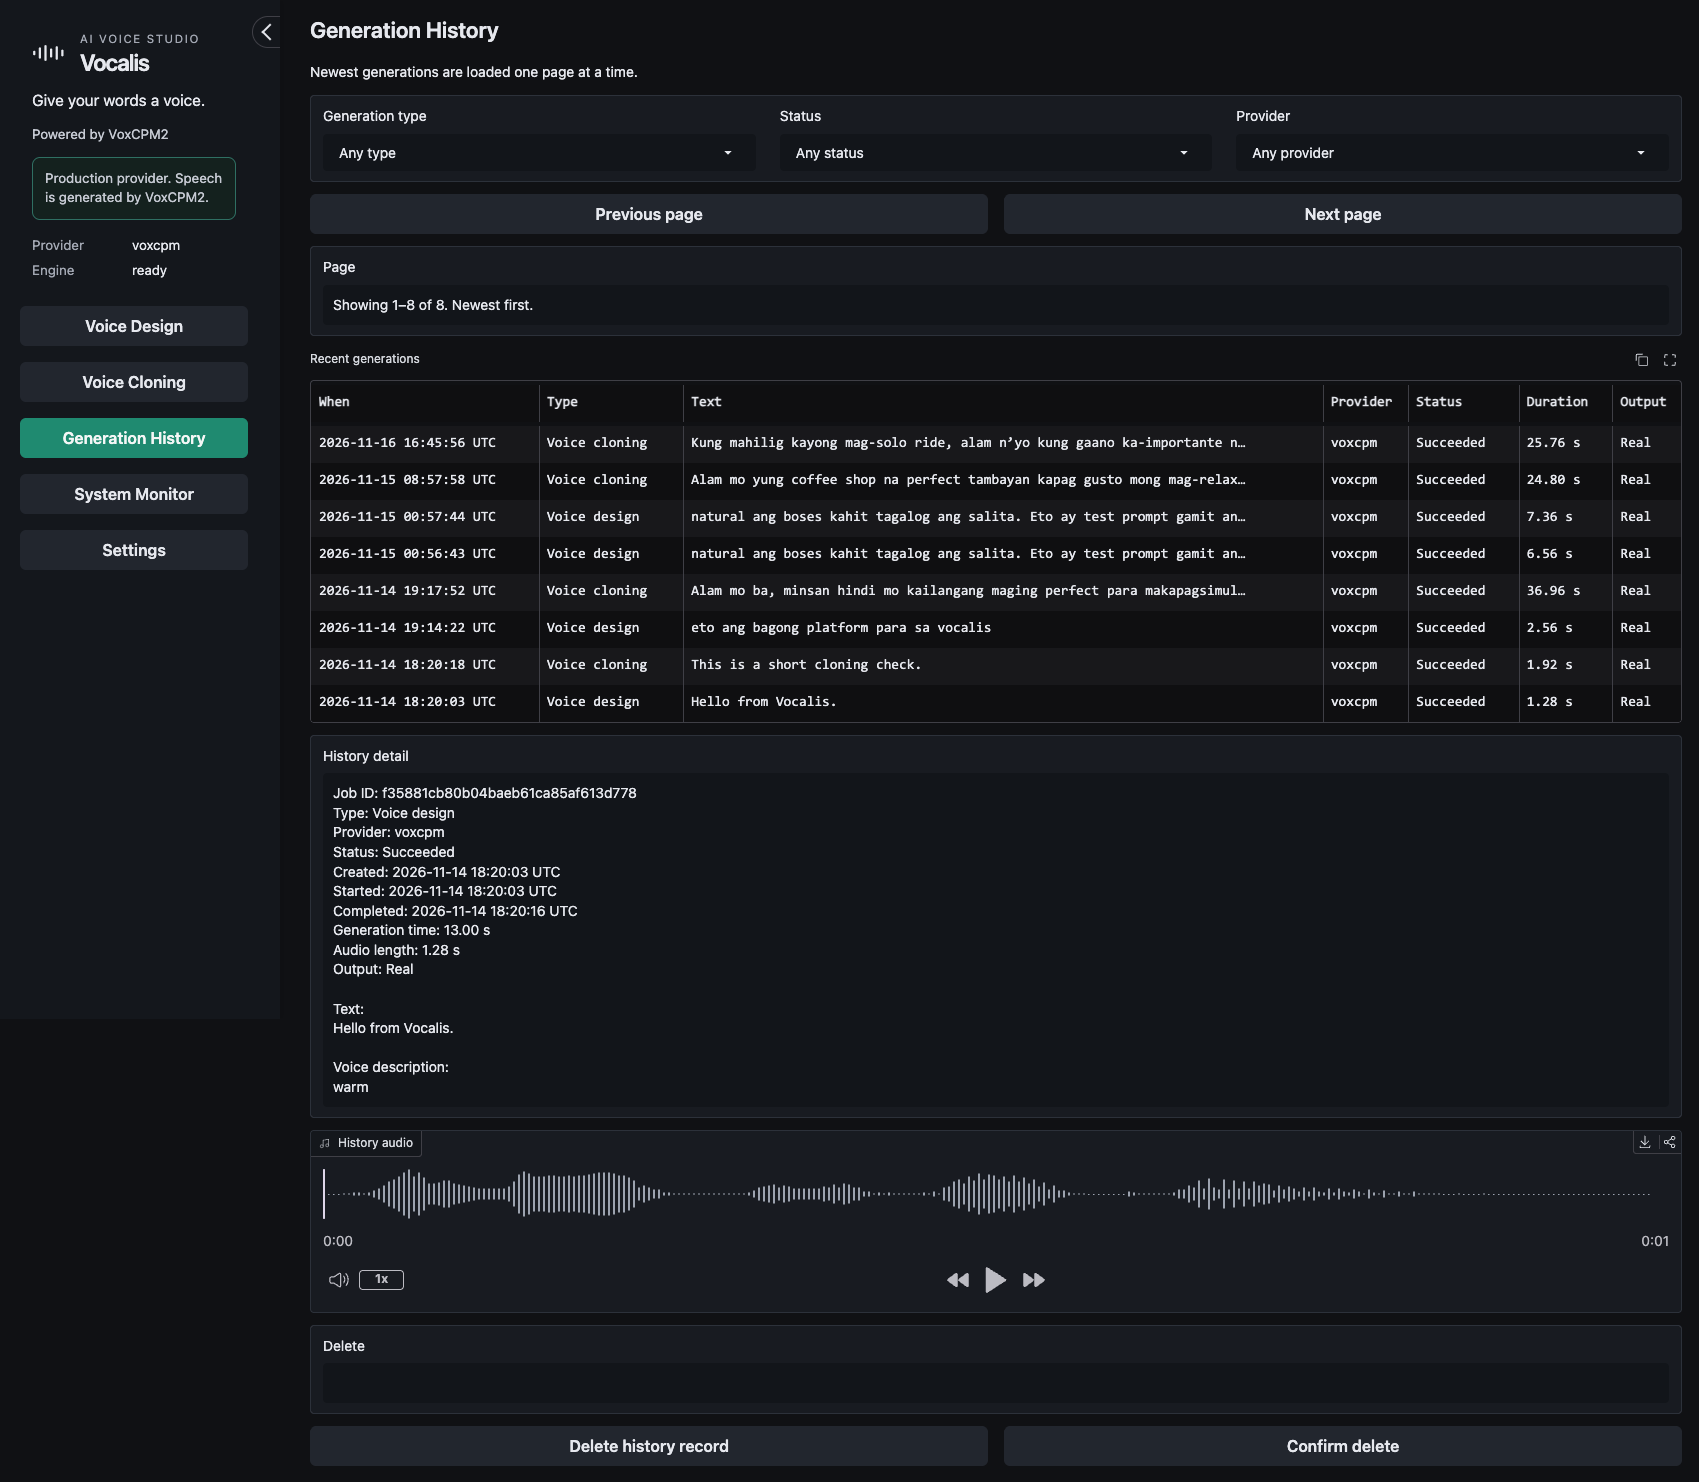 AI VOICE STUDIO
Vocalis
Give your words a voice.
Powered by VoxCPM2
Production provider. Speech
is generated by VoxCPM2.
Provider voxcpm
Engine ready
Voice Design
Voice Cloning
Generation History
System Monitor
Settings
Generation History
Newest generations are loaded one page at a time.
Generation type Status Provider
Any type Any status Any provider
Previous page Next page
Page
Showing 1–8 of 8. Newest first.
Recent generations
When Type Text Provider Status Duration Output
2026-11-16 16:45:56 UTC Voice cloning Kung mahilig kayong mag-solo ride, alam n’yo kung gaano ka-importante n… voxcpm Succeeded 25.76 s Real
2026-11-15 08:57:58 UTC Voice cloning Alam mo yung coffee shop na perfect tambayan kapag gusto mong mag-relax… voxcpm Succeeded 24.80 s Real
2026-11-15 00:57:44 UTC Voice design natural ang boses kahit tagalog ang salita. Eto ay test prompt gamit an… voxcpm Succeeded 7.36 s Real
2026-11-15 00:56:43 UTC Voice design natural ang boses kahit tagalog ang salita. Eto ay test prompt gamit an… voxcpm Succeeded 6.56 s Real
2026-11-14 19:17:52 UTC Voice cloning Alam mo ba, minsan hindi mo kailangang maging perfect para makapagsimul… voxcpm Succeeded 36.96 s Real
2026-11-14 19:14:22 UTC Voice design eto ang bagong platform para sa vocalis voxcpm Succeeded 2.56 s Real
2026-11-14 18:20:18 UTC Voice cloning This is a short cloning check. voxcpm Succeeded 1.92 s Real
2026-11-14 18:20:03 UTC Voice design Hello from Vocalis. voxcpm Succeeded 1.28 s Real
History detail
Job ID: f35881cb80b04baeb61ca85af613d778
Type: Voice design
Provider: voxcpm
Status: Succeeded
Created: 2026-11-14 18:20:03 UTC
Started: 2026-11-14 18:20:03 UTC
Completed: 2026-11-14 18:20:16 UTC
Generation time: 13.00 s
Audio length: 1.28 s
Output: Real
Text:
Hello from Vocalis.
Voice description:
warm
History audio
0:00 0:01
1x
Delete
Delete history record Confirm delete